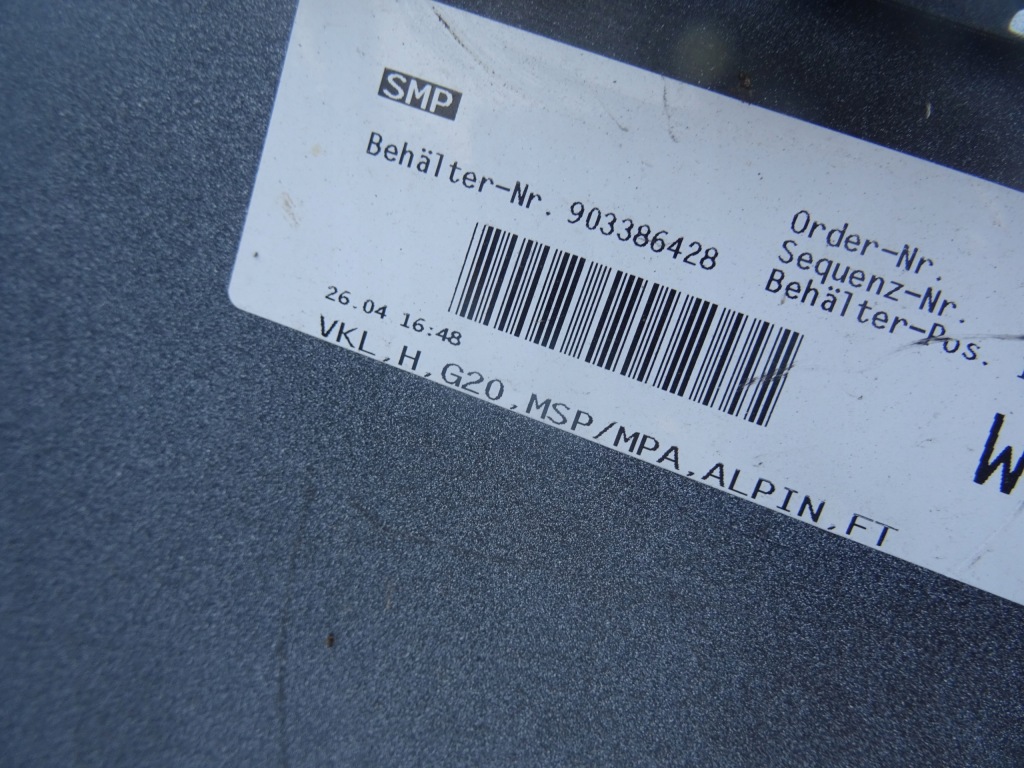 SMP
Behälter-Nr. 903386428
Order-Nr.
Sequenz-Nr.
Behälter-Pos.
26.04 16:48
VKL,H,G20,MSP/MPA,ALPIN,FT
W